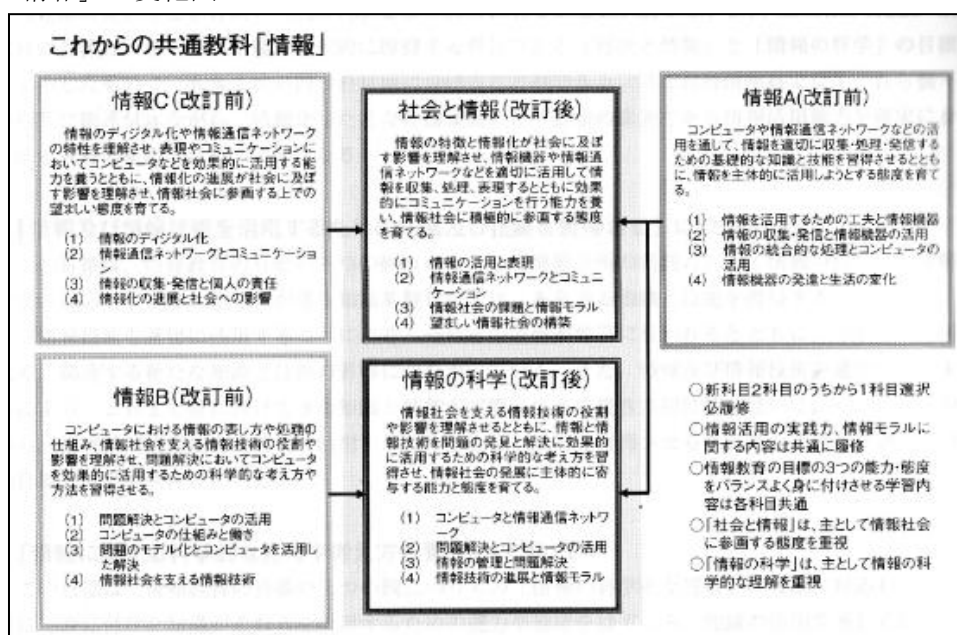 これからの共通教科「情報」
情報C(改訂前)
情報のディジタル化や情報通信ネットワーク
の特性を理解させ、表現やコミュニケーションに
おいてコンピュータなどを効果的に活用する能
力を養うとともに、情報化の進展が社会に及ぼ
す影響を理解させ、情報社会に参画する上での
望ましい態度を育てる。
(1) 情報のディジタル化
(2) 情報通信ネットワークとコミュニケーショ
ン
(3) 情報の収集・発信と個人の責任
(4) 情報化の進展と社会への影響
社会と情報(改訂後)
情報の特徴と情報化が社会に及ぼ
す影響を理解させ、情報機器や情報通
信ネットワークなどを適切に活用して情
報を収集、処理、表現するとともに効果
的にコミュニケーションを行う能力を養
い、情報社会に積極的に参画する態度
を育てる。
(1) 情報の活用と表現
(2) 情報通信ネットワークとコミュニ
ケーション
(3) 情報社会の課題と情報モラル
(4) 望ましい情報社会の構築
情報A(改訂前)
コンピュータや情報通信ネットワークなどの活
用を通して、情報を適切に収集・処理・発信する
ための基礎的な知識と技能を習得させるととも
に、情報を主体的に活用しようとする態度を育て
る。
(1) 情報を活用するための工夫と情報機器
(2) 情報の収集・発信と情報機器の活用
(3) 情報の統合的な処理とコンピュータの
活用
(4) 情報機器の発達と生活の変化
情報B(改訂前)
コンピュータにおける情報の表し方や処理の
仕組み、情報社会を支える情報技術の役割や
影響を理解させ、問題解決においてコンピュータ
を効果的に活用するための科学的な考え方や
方法を習得させる。
(1) 問題解決とコンピュータの活用
(2) コンピュータの仕組みと働き
(3) 問題のモデル化とコンピュータを活用し
た解決
(4) 情報社会を支える情報技術
情報の科学(改訂後)
情報社会を支える情報技術の役割
や影響を理解させるとともに、情報と情
報技術を問題の発見と解決に効果的
に活用するための科学的な考え方を習
得させ、情報社会の発展に主体的に寄
与する能力と態度を育てる。
(1) コンピュータと情報通信ネットワ
ーク
(2) 問題解決とコンピュータの活用
(3) 情報の管理と問題解決
(4) 情報技術の進展と情報モラル
○新科目2科目のうちから1科目選択
必履修
○情報活用の実践力、情報モラルに
関する内容は共通に履修
○情報教育の目標の3つの能力・態度
をバランスよく身に付けさせる学習内
容は各科目共通
○「社会と情報」は、主として情報社会
に参画する態度を重視
○「情報の科学」は、主として情報の科
学的な理解を重視